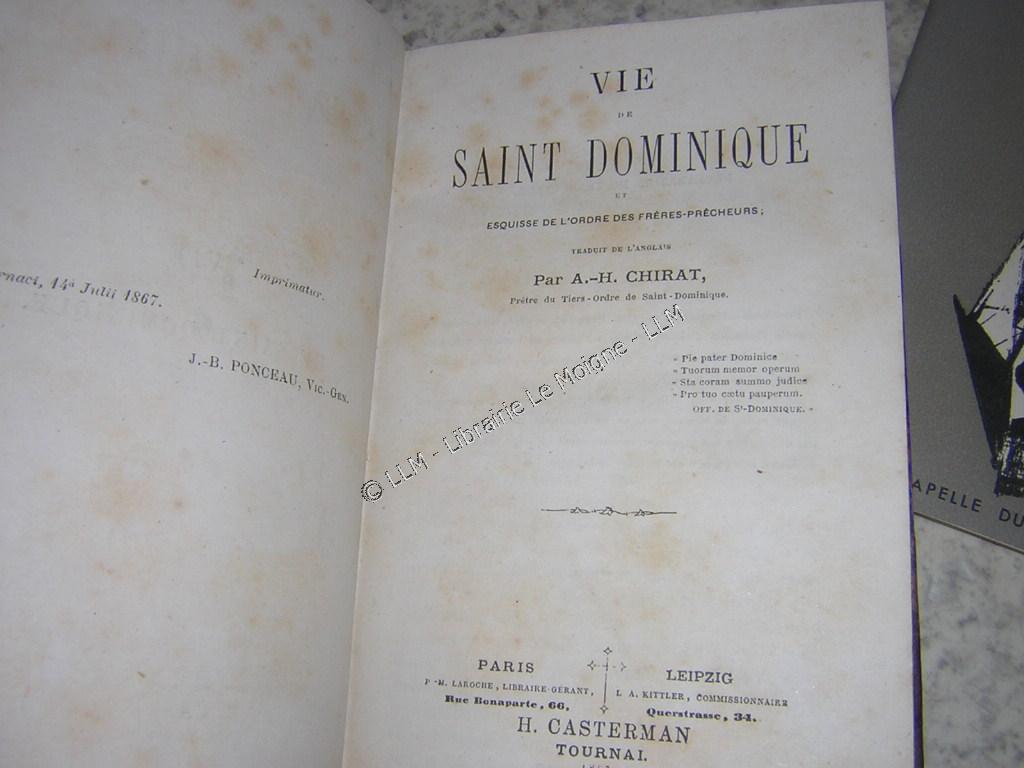 Imprimatur.
14ª Julii 1867.
J.-B. PONCEAU, Vic.-Gen.
VIE
DE
SAINT DOMINIQUE
ET
ESQUISSE DE L'ORDRE DES FRÈRES-PRÊCHEURS;
TRADUIT DE L'ANGLAIS
Par A.-H. CHIRAT,
Prêtre du Tiers-Ordre de Saint-Dominique.
« Pie pater Dominice
« Tuorum memor operum
« Sta coram summo judice
« Pro tuo cœtu pauperum.
OFF. DE St-DOMINIQUE. »
© LLM - Librairie Le Moigne - LLM
PARIS
P.-M. LAROCHE, LIBRAIRE-GÉRANT,
Rue Bonaparte, 66.
LEIPZIG
L. A. KITTLER, COMMISSIONNAIRE
Querstrasse, 34.
H. CASTERMAN
TOURNAI.
APELLE DU